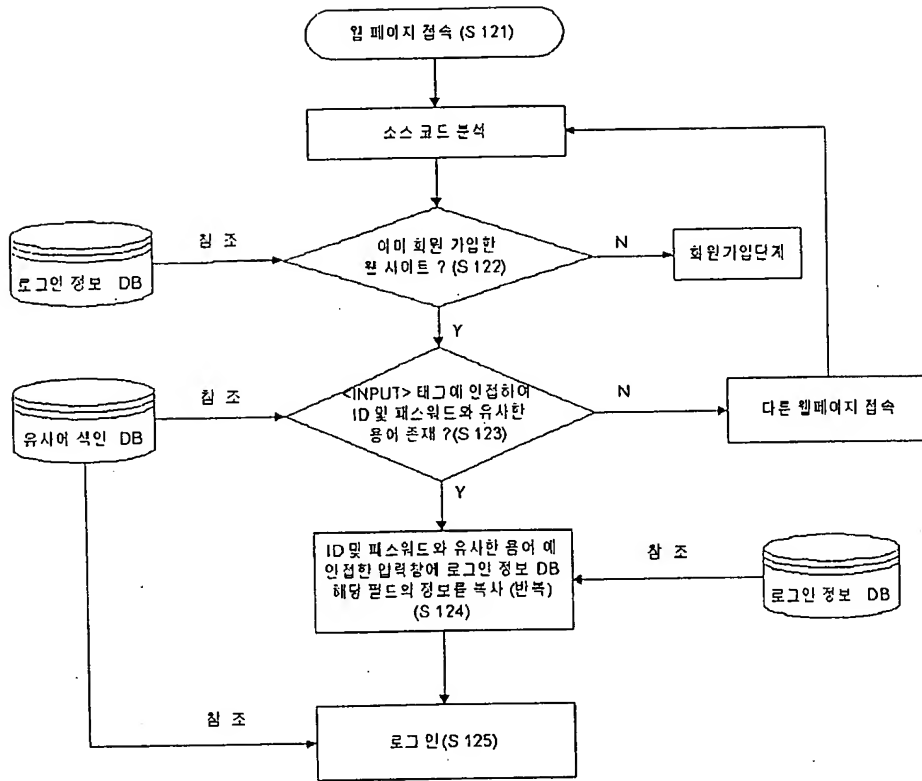 웹 페이지 접속 (S 121)
소스 코드 분석
참 조
이미 회원 가입한
웹 사이트 ? (S 122)
N
회원가입단계
로그인 정보 DB
Y
참 조
<INPUT> 태그에 인접하여
ID 및 패스워드와 유사한
용어 존재 ?(S 123)
N
다른 웹페이지 접속
유사어 색인 DB
Y
ID 및 패스워드와 유사한 용어 에
인접한 입력창에 로그인 정보 DB
해당 필드의 정보를 복사 (반복)
(S 124)
참 조
로그인 정보 DB
참 조
로그인(S 125)